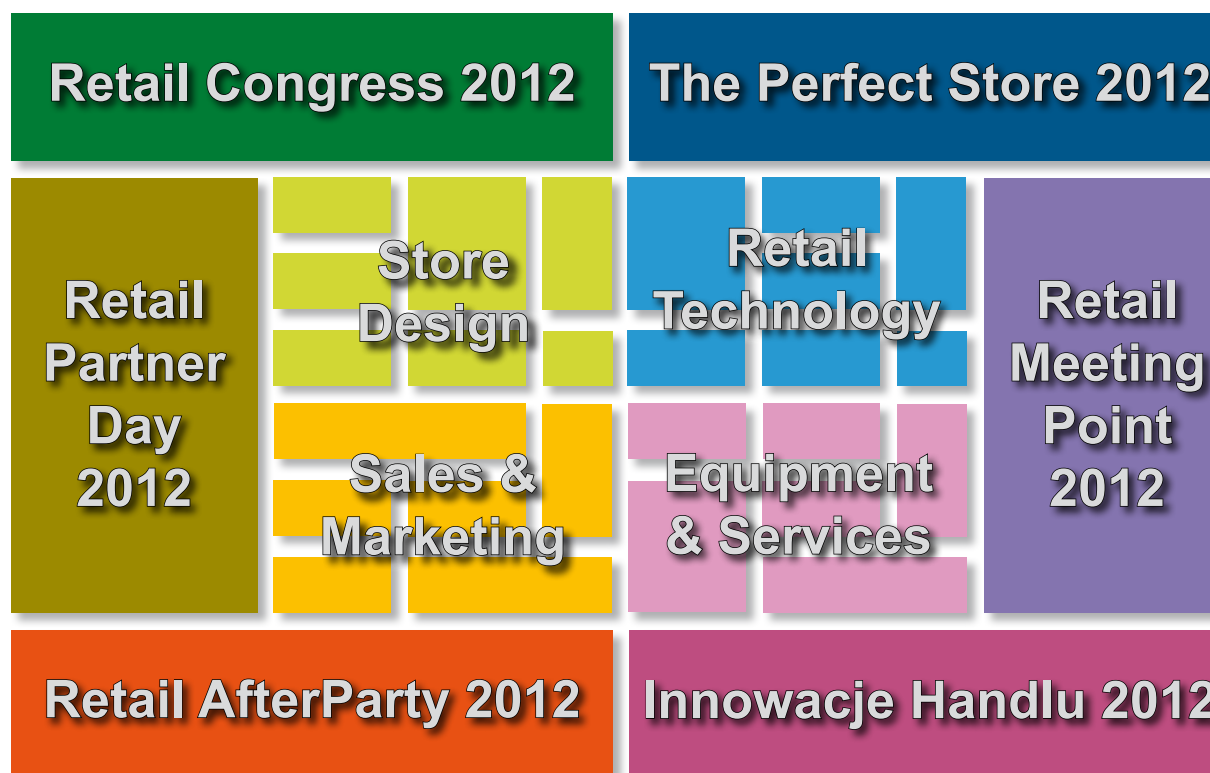 Retail Congress 2012
The Perfect Store 2012
Retail
Partner
Day
2012
Store
Design
Retail
Technology
Retail
Meeting
Point
2012
Sales &
Marketing
Equipment
& Services
Retail AfterParty 2012
Innowacje Handlu 2012